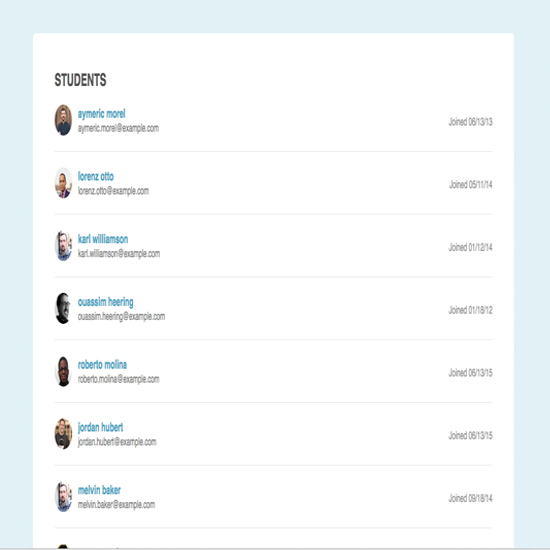 STUDENTS
aymeric morel
aymeric.morel@example.com
Joined 06/13/13
lorenz otto
lorenz.otto@example.com
Joined 05/11/14
karl williamson
karl.williamson@example.com
Joined 01/12/14
ouassim heering
ouassim.heering@example.com
Joined 01/18/12
roberto molina
roberto.molina@example.com
Joined 06/13/15
jordan hubert
jordan.hubert@example.com
Joined 06/13/15
melvin baker
melvin.baker@example.com
Joined 09/18/14